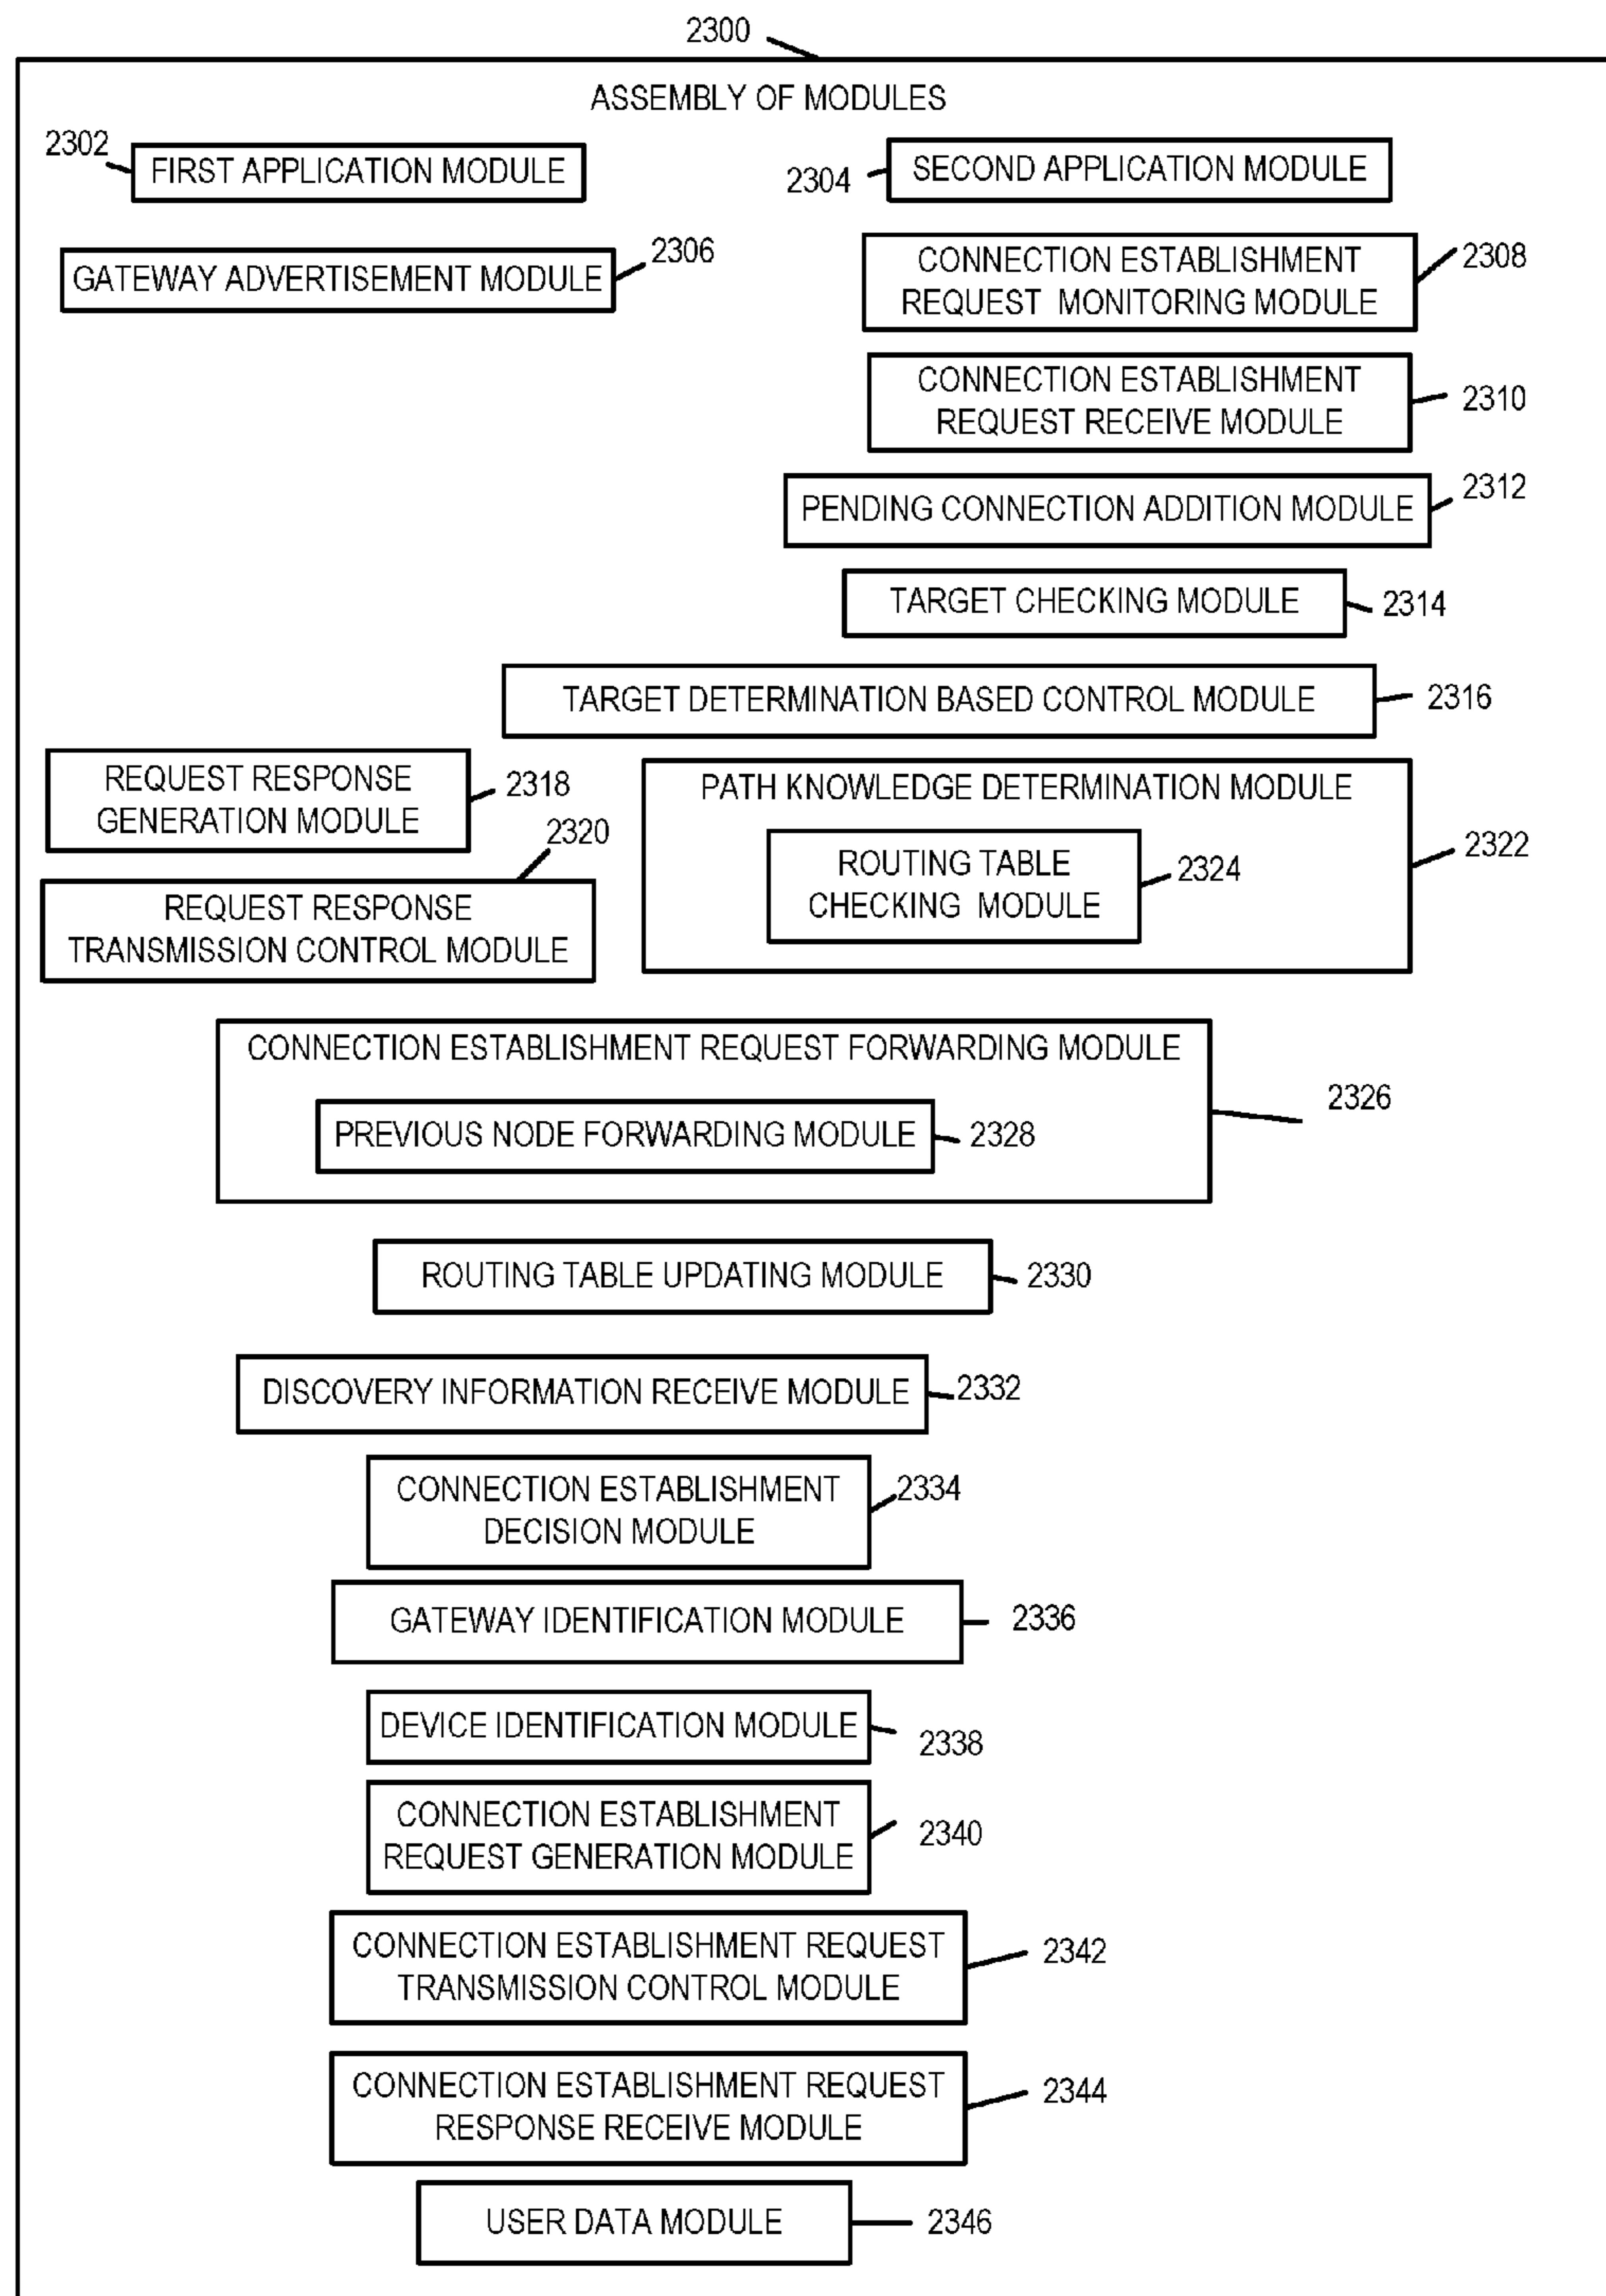 2300
ASSEMBLY OF MODULES
2302
FIRST APPLICATION MODULE
2304
SECOND APPLICATION MODULE
GATEWAY ADVERTISEMENT MODULE
2306
CONNECTION ESTABLISHMENT
REQUEST MONITORING MODULE
2308
CONNECTION ESTABLISHMENT
REQUEST RECEIVE MODULE
2310
PENDING CONNECTION ADDITION MODULE
2312
TARGET CHECKING MODULE
2314
TARGET DETERMINATION BASED CONTROL MODULE
2316
REQUEST RESPONSE
GENERATION MODULE
2318
2320
REQUEST RESPONSE
TRANSMISSION CONTROL MODULE
PATH KNOWLEDGE DETERMINATION MODULE
2322
ROUTING TABLE
CHECKING MODULE
2324
CONNECTION ESTABLISHMENT REQUEST FORWARDING MODULE
2326
PREVIOUS NODE FORWARDING MODULE
2328
ROUTING TABLE UPDATING MODULE
2330
DISCOVERY INFORMATION RECEIVE MODULE
2332
CONNECTION ESTABLISHMENT
DECISION MODULE
2334
GATEWAY IDENTIFICATION MODULE
2336
DEVICE IDENTIFICATION MODULE
2338
CONNECTION ESTABLISHMENT
REQUEST GENERATION MODULE
2340
CONNECTION ESTABLISHMENT REQUEST
TRANSMISSION CONTROL MODULE
2342
CONNECTION ESTABLISHMENT REQUEST
RESPONSE RECEIVE MODULE
2344
USER DATA MODULE
2346